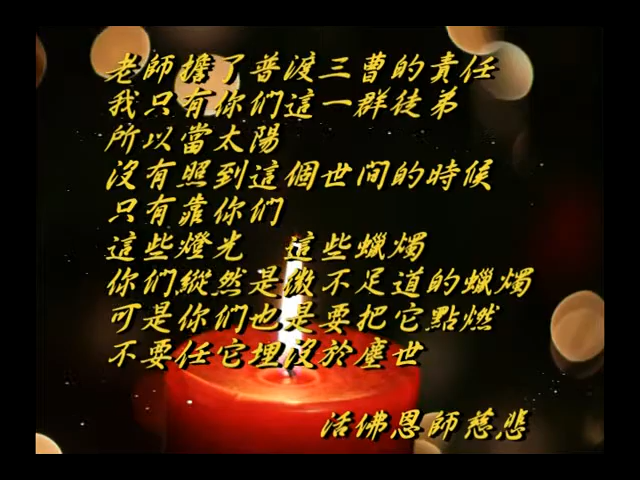 老師擔了普渡三曹的責任
我只有你們這一群徒弟
所以當太陽
沒有照到這個世間的時候
只有靠你們
這些燈光　這些蠟燭
你們縱然是微不足道的蠟燭
可是你們也是要把它點燃
不要任它埋沒於塵世
活佛恩師慈悲